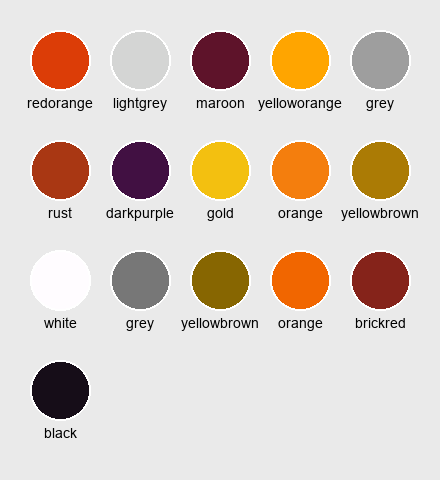 redorange lightgrey maroon yelloworange grey
rust darkpurple gold orange yellowbrown
white grey yellowbrown orange brickred
black